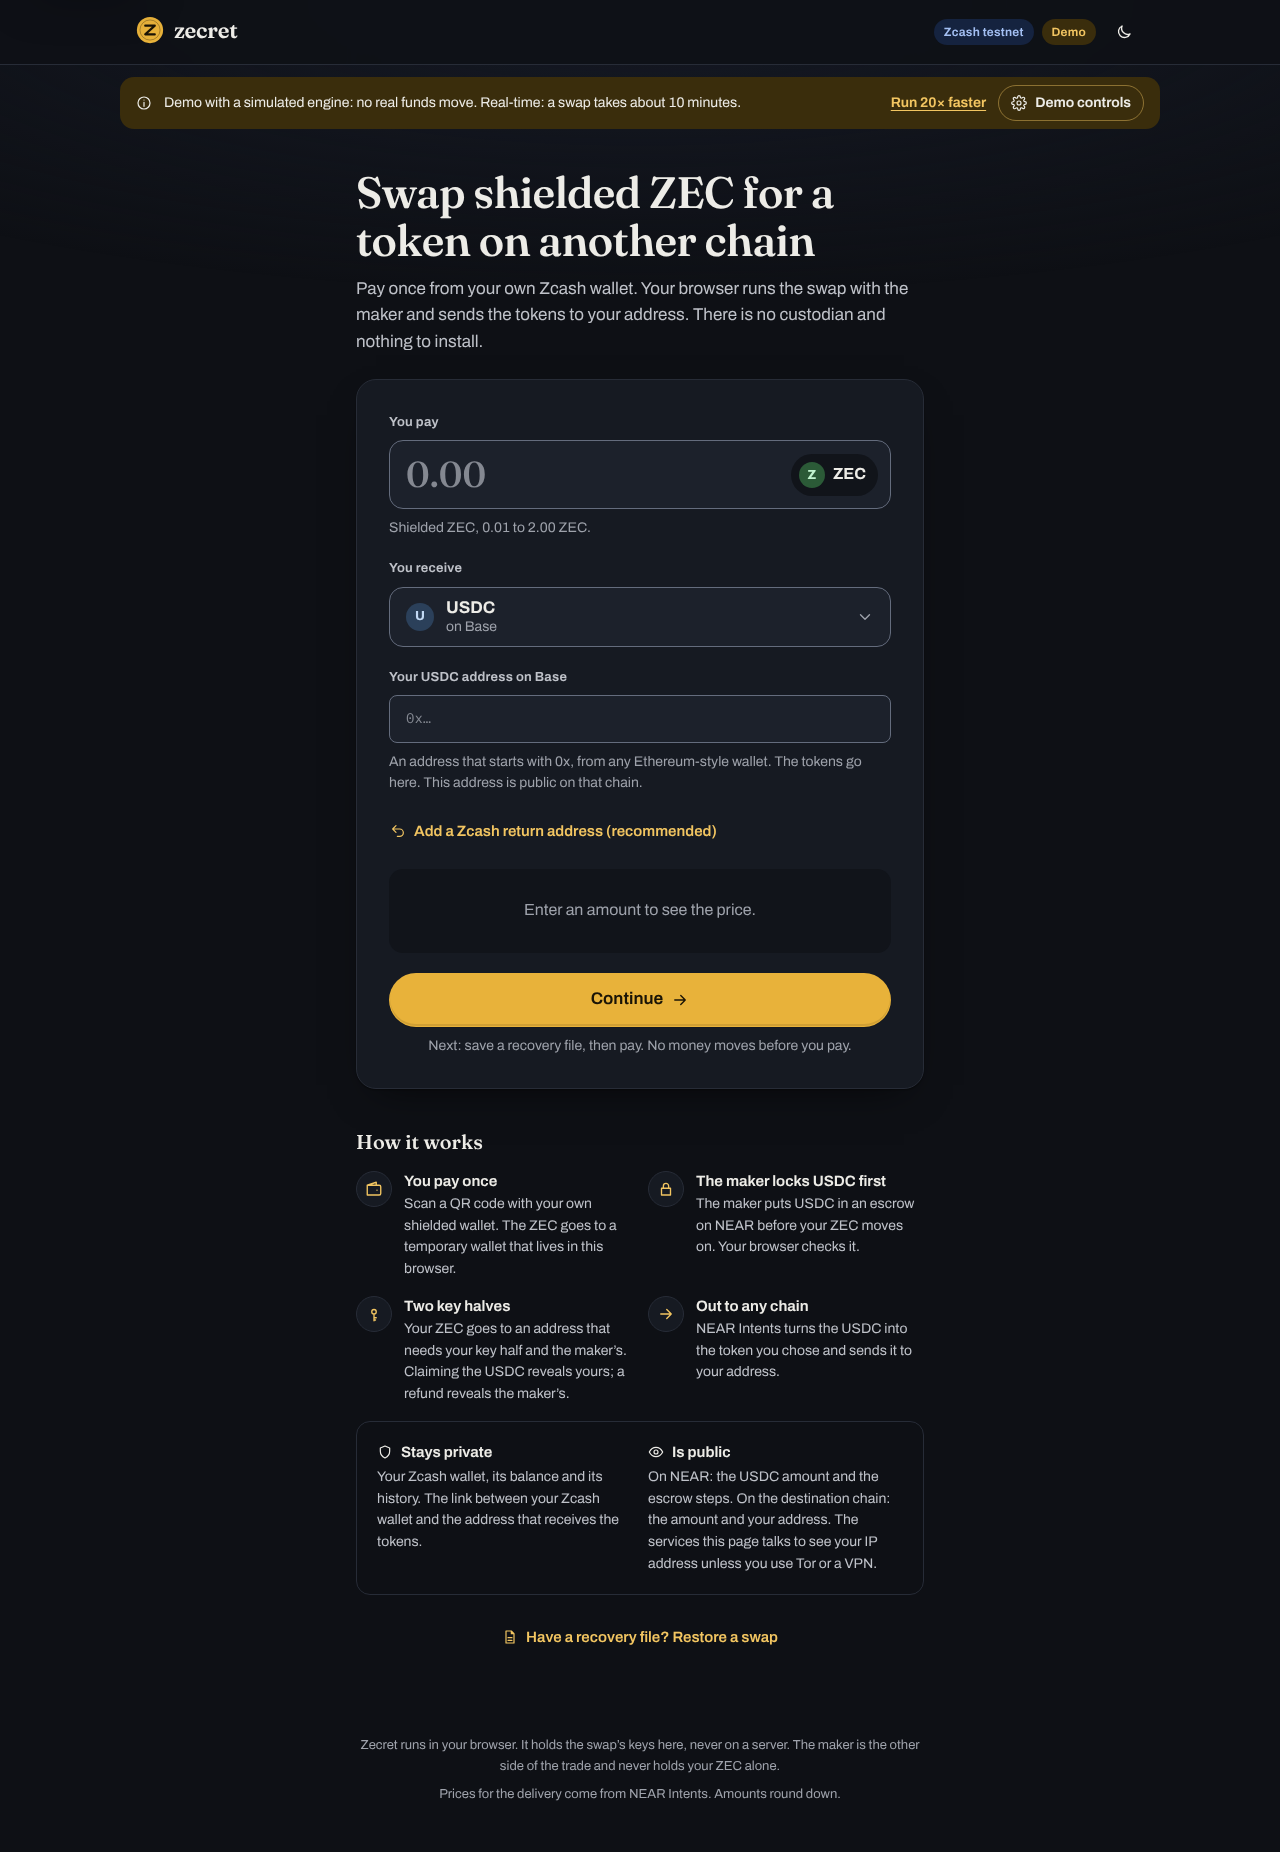 zecret
Zcash testnet
Demo
Demo with a simulated engine: no real funds move. Real-time: a swap takes about 10 minutes.
Run 20× faster
Demo controls
Swap shielded ZEC for a
token on another chain
Pay once from your own Zcash wallet. Your browser runs the swap with the
maker and sends the tokens to your address. There is no custodian and
nothing to install.
You pay
0.00
Z
ZEC
Shielded ZEC, 0.01 to 2.00 ZEC.
You receive
U
USDC
on Base
Your USDC address on Base
0x…
An address that starts with 0x, from any Ethereum-style wallet. The tokens go
here. This address is public on that chain.
Add a Zcash return address (recommended)
Enter an amount to see the price.
Continue
Next: save a recovery file, then pay. No money moves before you pay.
How it works
You pay once
Scan a QR code with your own
shielded wallet. The ZEC goes to a
temporary wallet that lives in this
browser.
The maker locks USDC first
The maker puts USDC in an escrow
on NEAR before your ZEC moves
on. Your browser checks it.
Two key halves
Your ZEC goes to an address that
needs your key half and the maker’s.
Claiming the USDC reveals yours; a
refund reveals the maker’s.
Out to any chain
NEAR Intents turns the USDC into
the token you chose and sends it to
your address.
Stays private
Your Zcash wallet, its balance and its
history. The link between your Zcash
wallet and the address that receives the
tokens.
Is public
On NEAR: the USDC amount and the
escrow steps. On the destination chain:
the amount and your address. The
services this page talks to see your IP
address unless you use Tor or a VPN.
Have a recovery file? Restore a swap
Zecret runs in your browser. It holds the swap’s keys here, never on a server. The maker is the other
side of the trade and never holds your ZEC alone.
Prices for the delivery come from NEAR Intents. Amounts round down.